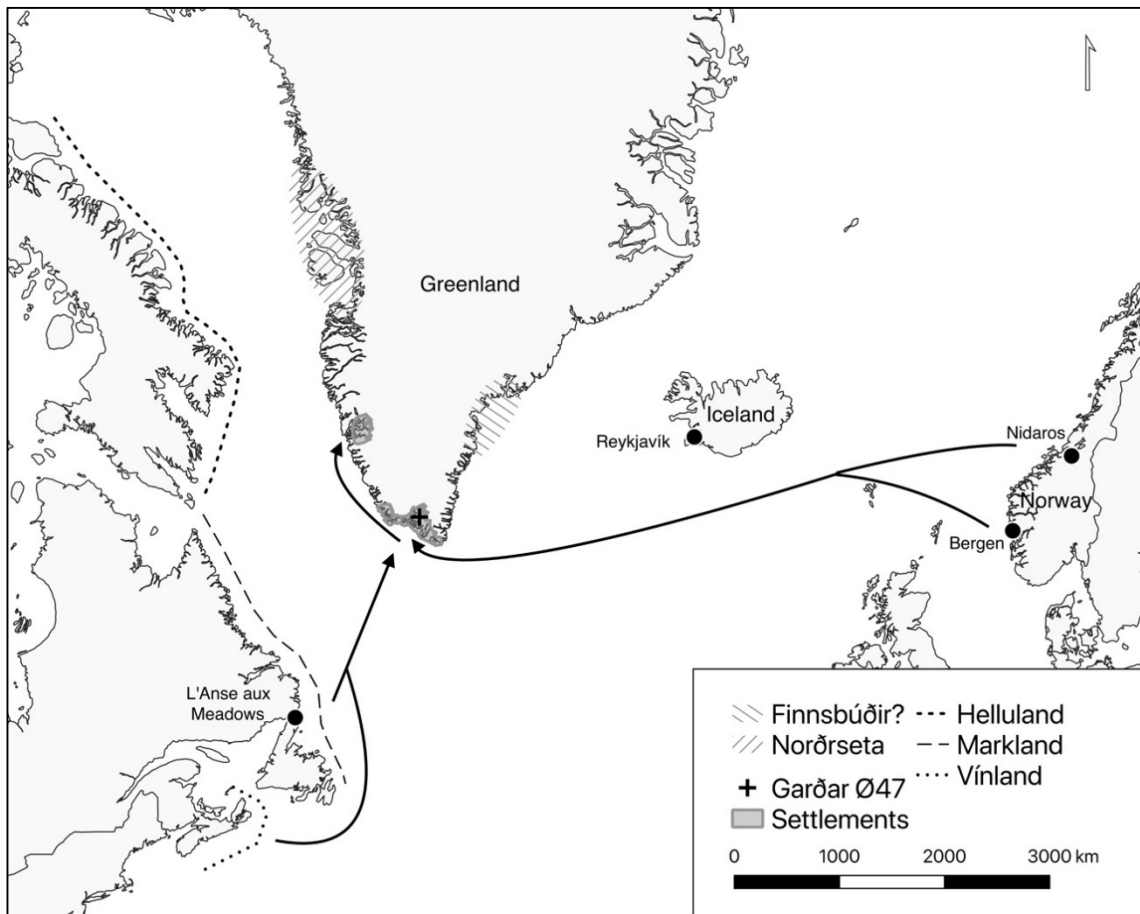 Greenland
Iceland
Reykjavík
Nidaros
Norway
Bergen
L'Anse aux
Meadows
Finnsbúðir?
Norðrseta
Garðar Ø47
Settlements
Helluland
Markland
Vínland
0 1000 2000 3000 km